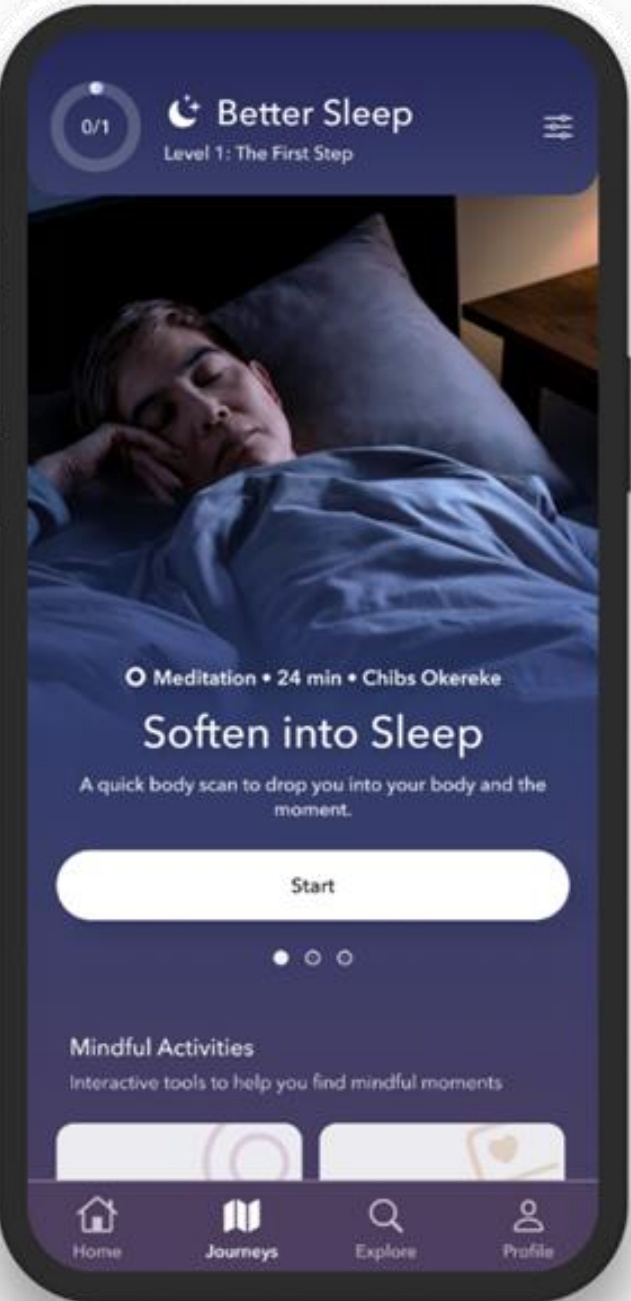 0/1
Better Sleep
Level 1: The First Step
Meditation • 24 min • Chibs Okereke
Soften into Sleep
A quick body scan to drop you into your body and the
moment.
Start
Mindful Activities
Interactive tools to help you find mindful moments
Home Journeys Explore Profile